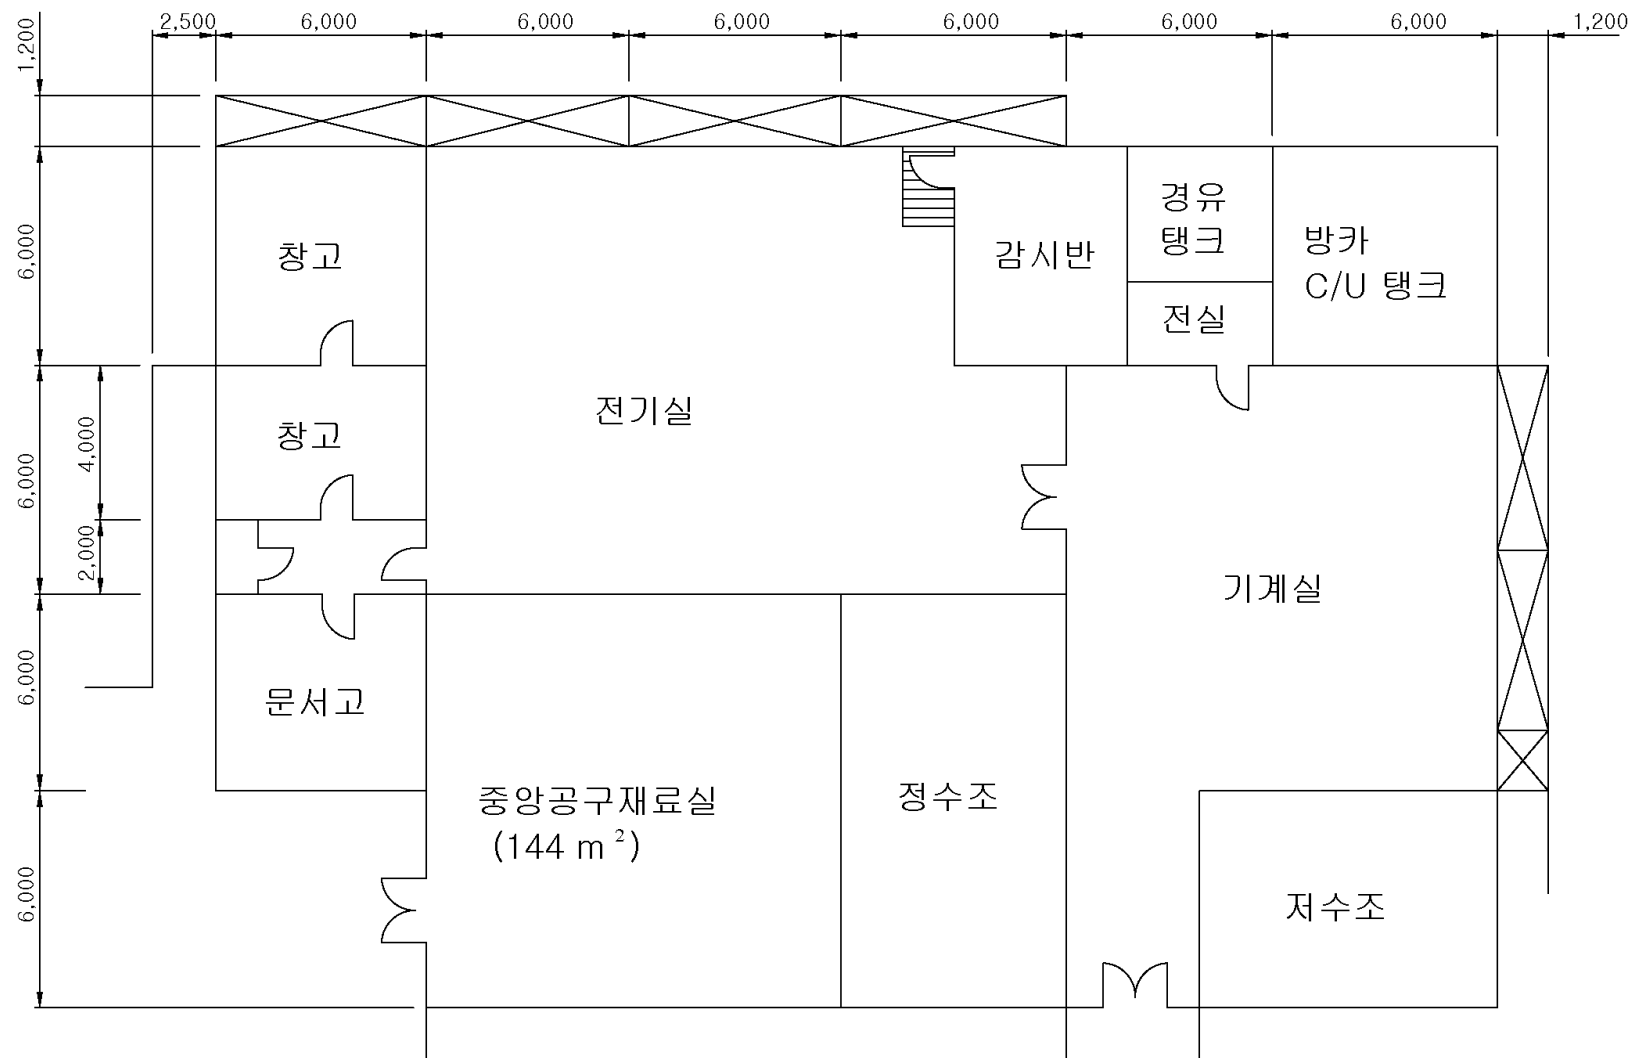 2,500 6,000 6,000 6,000 6,000 6,000 6,000 1,200
1,200
6,000
6,000
4,000
2,000
6,000
6,000
창고
감시반
경유
탱크
전실
방카
C/U 탱크
창고
전기실
기계실
문서고
중앙공구재료실
(144 m²)
정수조
저수조